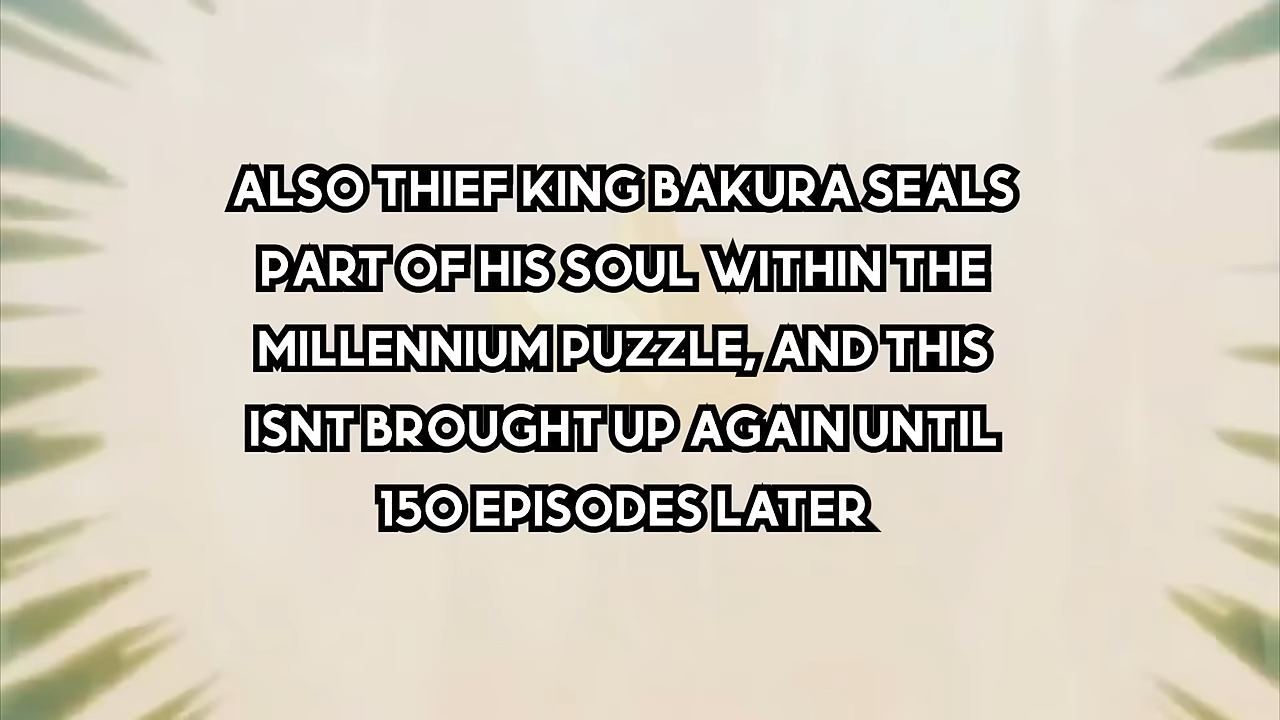 ALSO THIEF KING BAKURA SEALS
PART OF HIS SOUL WITHIN THE
MILLENNIUM PUZZLE, AND THIS
ISNT BROUGHT UP AGAIN UNTIL
150 EPISODES LATER